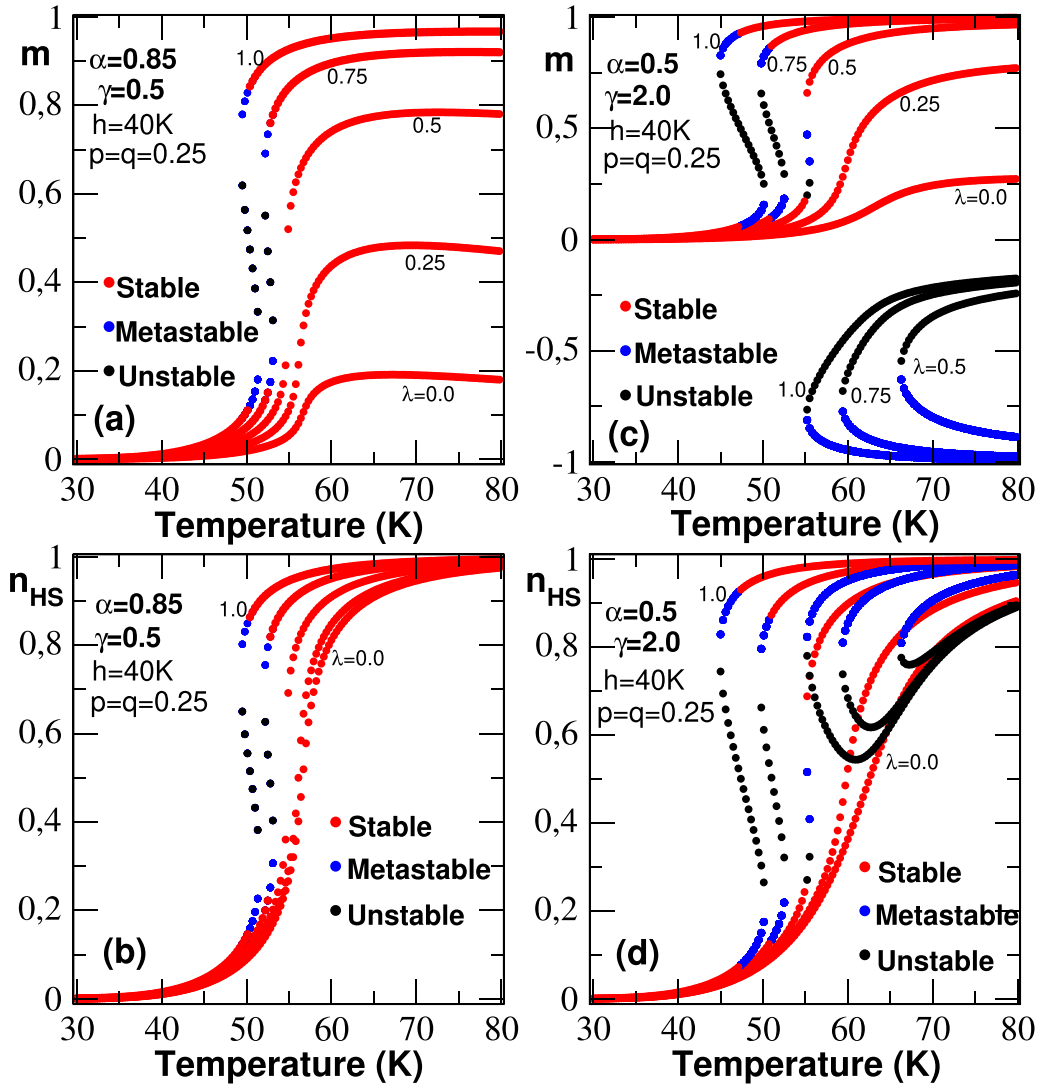 m
1
0,8
0,6
0,4
0,2
0
α=0.85
γ=0.5
h=40K
p=q=0.25
1.0
0.75
0.5
0.25
λ=0.0
Stable
Metastable
Unstable
(a)
30 40 50 60 70 80
Temperature (K)
m
1
0,5
0
-0,5
-1
α=0.5
γ=2.0
h=40K
p=q=0.25
1.0
0.75
0.5
0.25
λ=0.0
Stable
Metastable
Unstable
1.0
0.75
λ=0.5
(c)
30 40 50 60 70 80
Temperature (K)
nHS
1
0,8
0,6
0,4
0,2
0
α=0.85
γ=0.5
h=40K
p=q=0.25
1.0
λ=0.0
Stable
Metastable
Unstable
(b)
30 40 50 60 70 80
Temperature (K)
nHS
1
0,8
0,6
0,4
0,2
0
α=0.5
γ=2.0
h=40K
p=q=0.25
1.0
λ=0.0
Stable
Metastable
Unstable
(d)
30 40 50 60 70 80
Temperature (K)